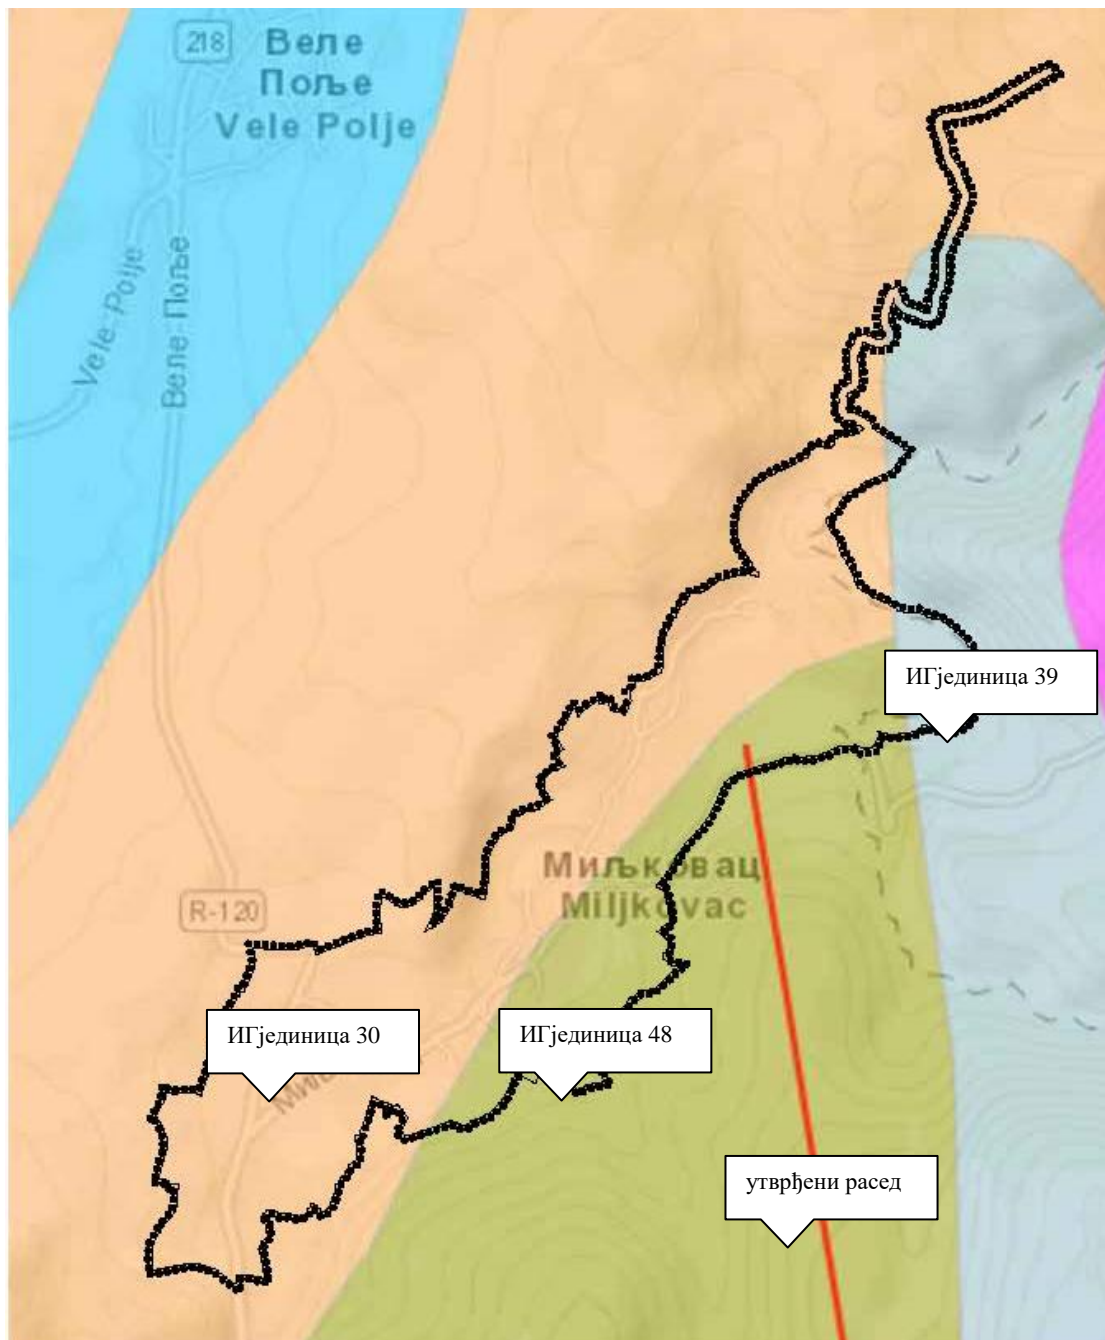 218
Веле
Поље
Vele Polje
Vele Polje
Веле Поље
ИГјединица 39
Миљковац
Miljkovac
R-120
ИГјединица 30
ИГјединица 48
утврђени расед